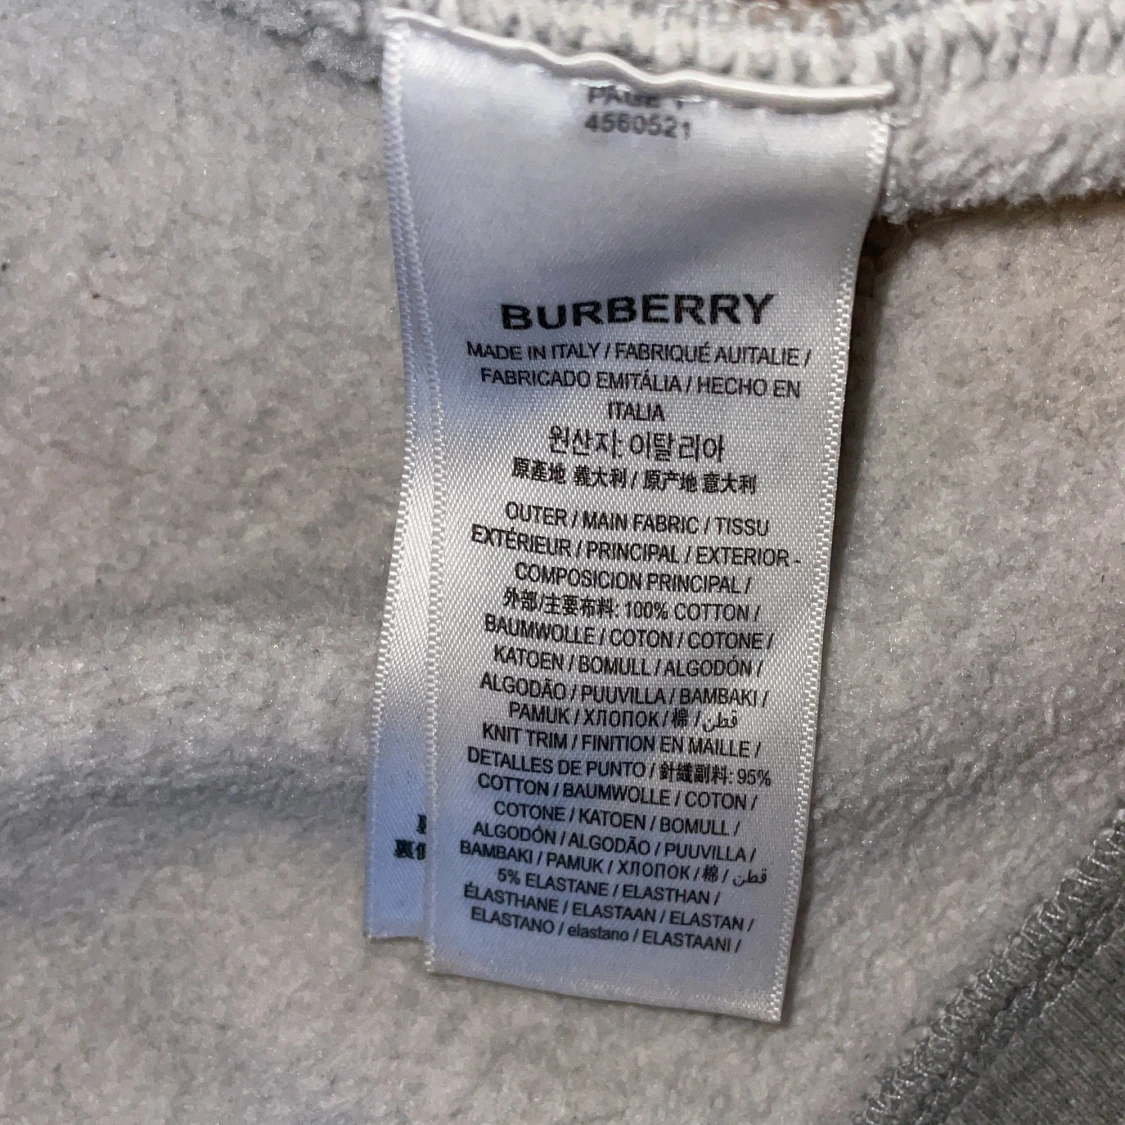 PAGE 1
4560521
BURBERRY
MADE IN ITALY / FABRIQUÉ AUITALIE /
FABRICADO EMITÁLIA / HECHO EN
ITALIA
원산지: 이탈리아
原產地 義大利 / 原产地 意大利
OUTER / MAIN FABRIC / TISSU
EXTÉRIEUR / PRINCIPAL / EXTERIOR -
COMPOSICION PRINCIPAL /
外部/主要布料: 100% COTTON /
BAUMWOLLE / COTON / COTONE /
KATOEN / BOMULL / ALGODÓN /
ALGODÃO / PUUVILLA / BAMBAKI /
PAMUK / ХЛОПОК / 棉 / قطن /
KNIT TRIM / FINITION EN MAILLE /
DETALLES DE PUNTO / 針織副料: 95%
COTTON / BAUMWOLLE / COTON /
COTONE / KATOEN / BOMULL /
ALGODÓN / ALGODÃO / PUUVILLA /
BAMBAKI / PAMUK / ХЛОПОК / 棉 / قطن
5% ELASTANE / ELASTHAN /
ÉLASTHANE / ELASTAAN / ELASTAN /
ELASTANO / elastano / ELASTAANI /
裏